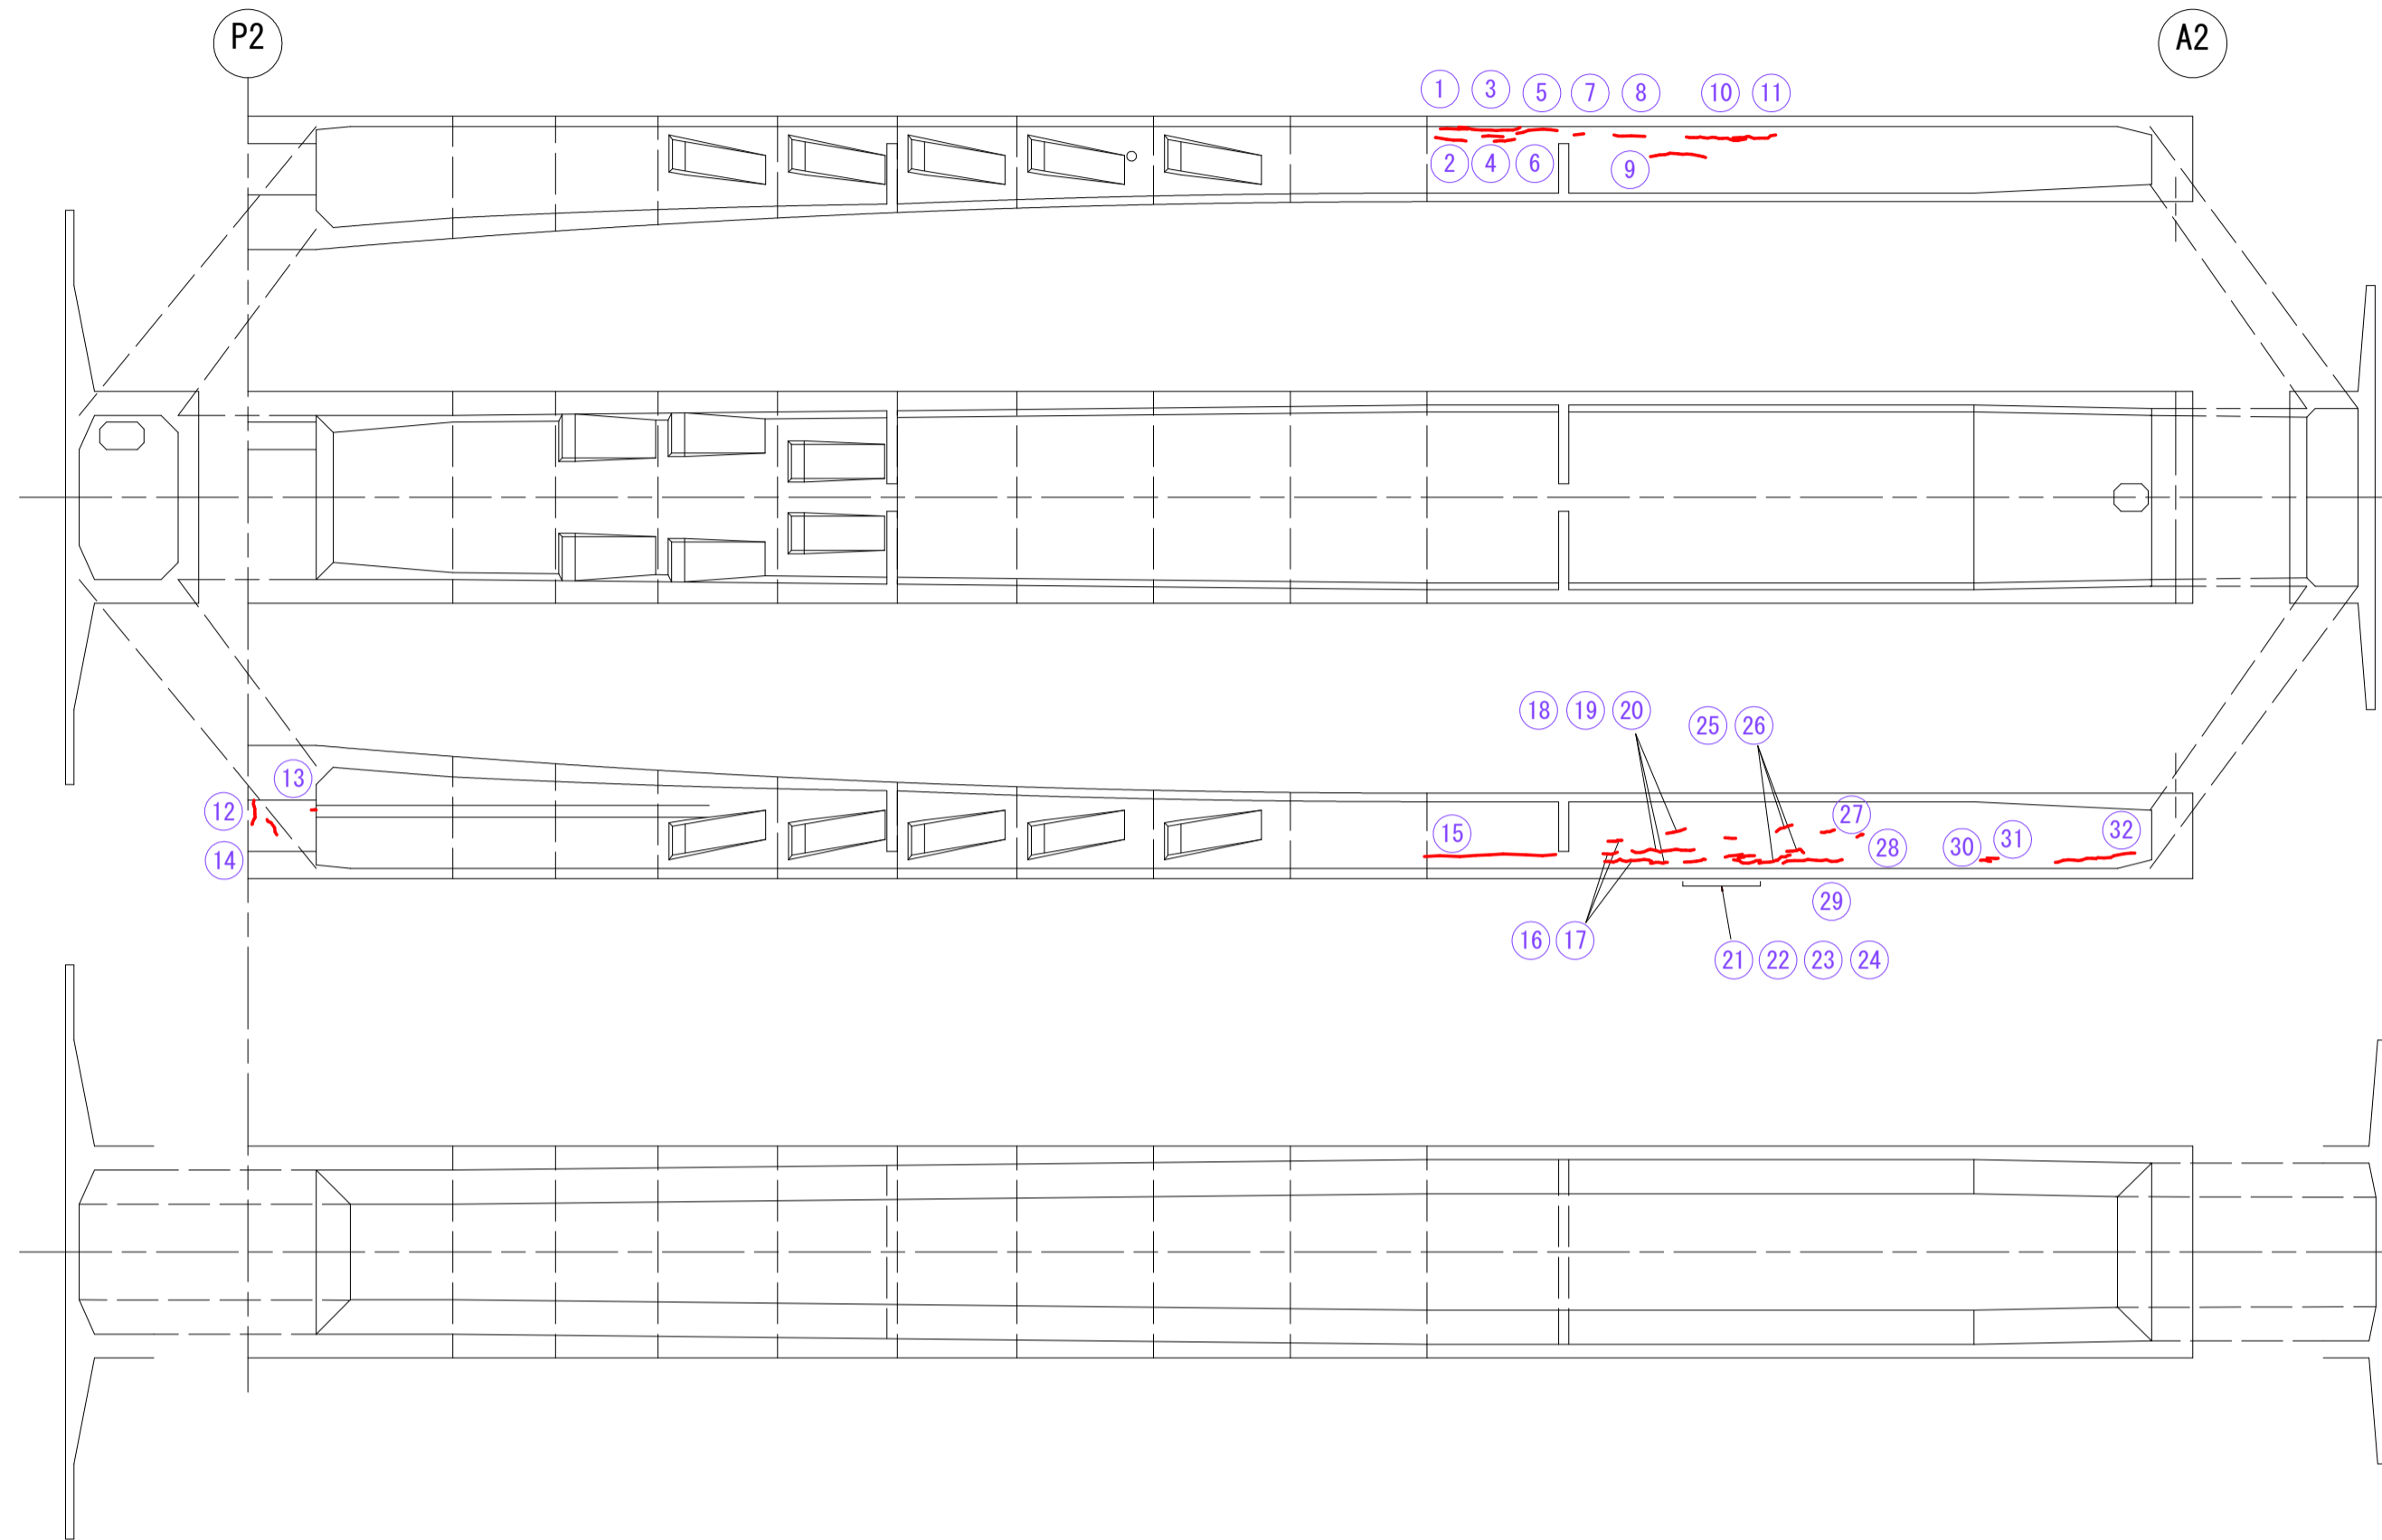 P2 A2
① ③ ⑤ ⑦ ⑧ ⑩ ⑪
② ④ ⑥ ⑨
⑱ ⑲ ⑳ ㉕ ㉖
⑬
⑫ ㉗
⑮ ㉜
⑭ ㉘ ㉚ ㉛
㉙
⑯ ⑰
㉑ ㉒ ㉓ ㉔